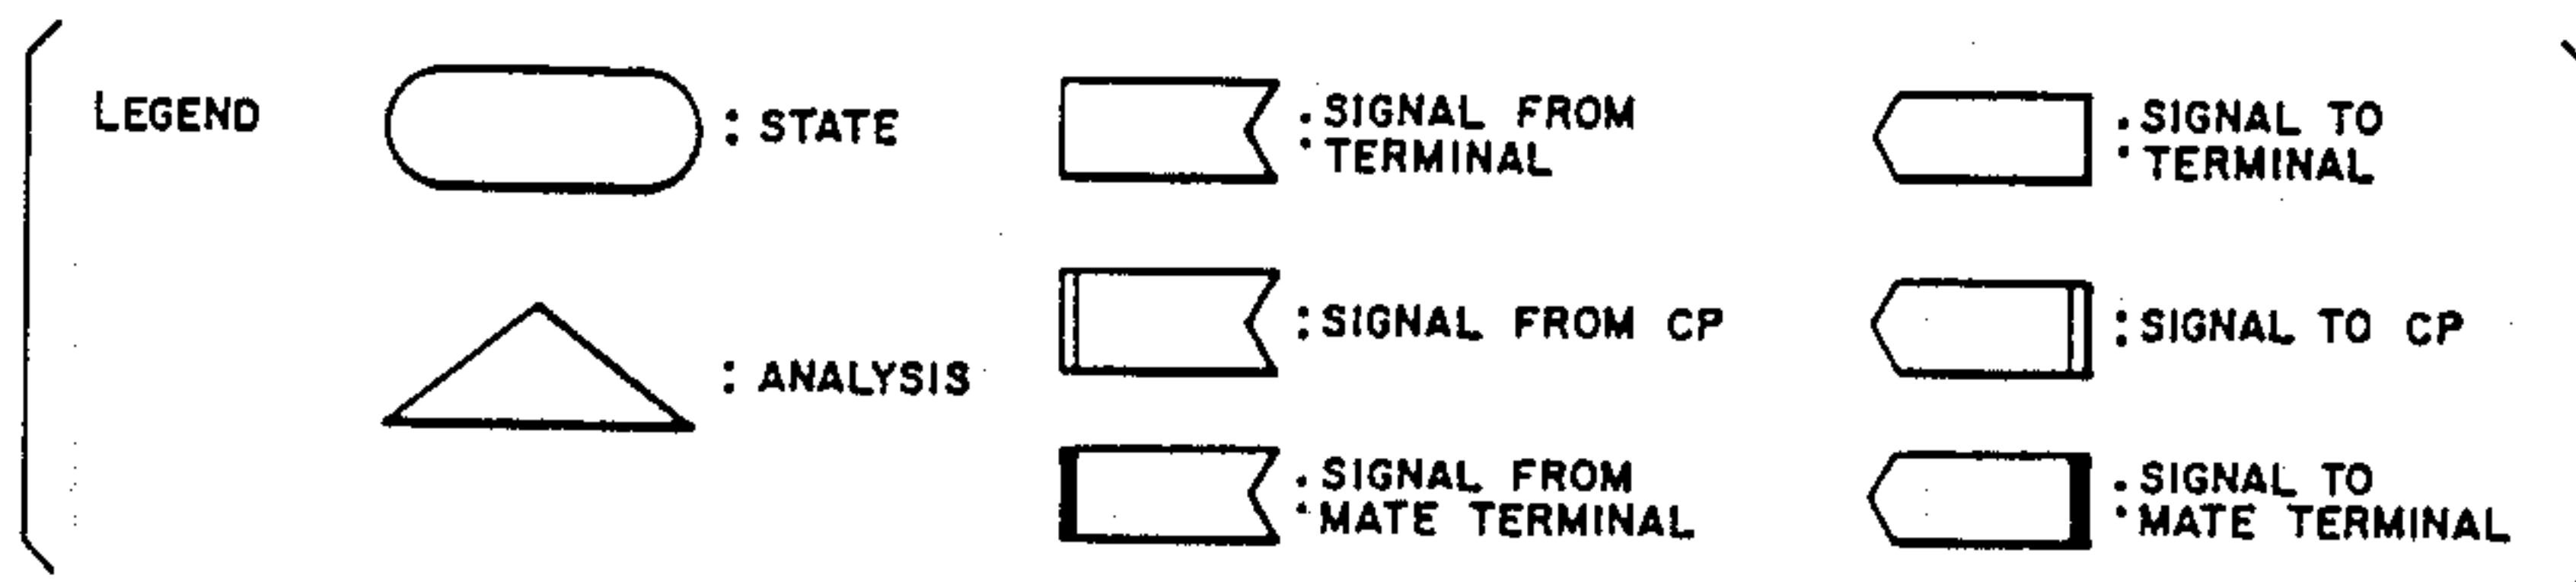 LEGEND
: STATE
: SIGNAL FROM
TERMINAL
: SIGNAL TO
TERMINAL
: ANALYSIS
: SIGNAL FROM CP
: SIGNAL TO CP
: SIGNAL FROM
MATE TERMINAL
: SIGNAL TO
MATE TERMINAL